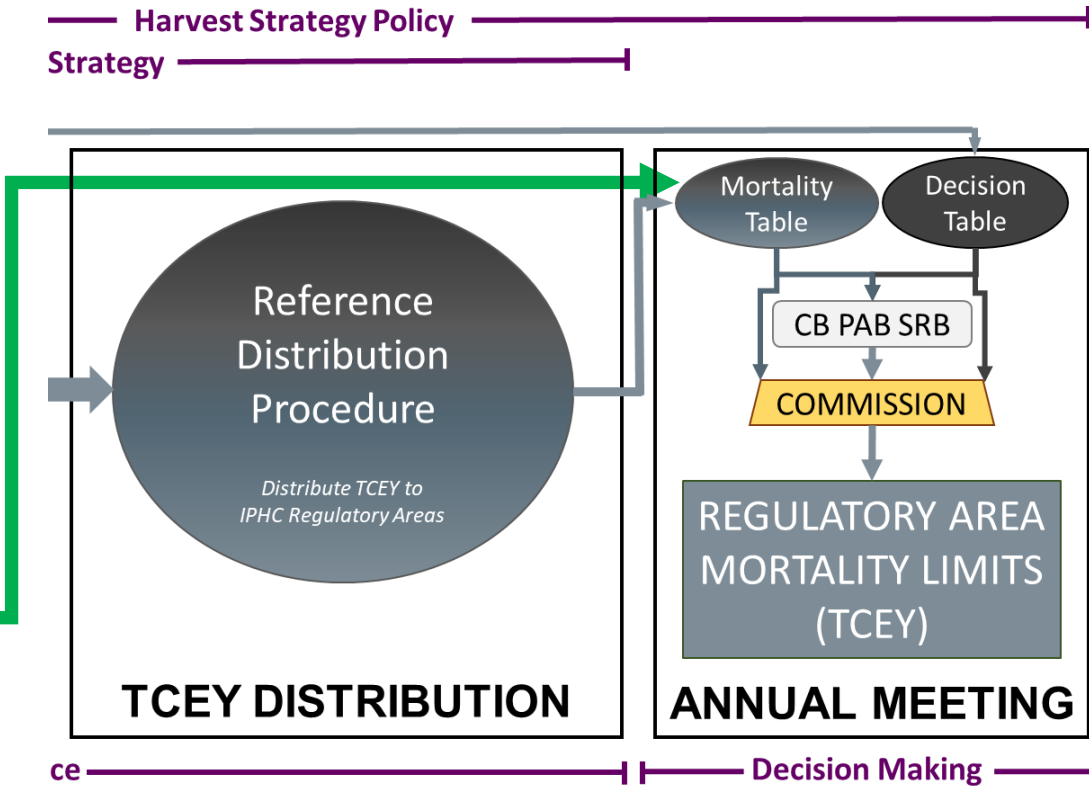 Harvest Strategy Policy
Strategy
Mortality
Table
Decision
Table
Reference
Distribution
Procedure
Distribute TCEY to
IPHC Regulatory Areas
CB PAB SRB
COMMISSION
REGULATORY AREA
MORTALITY LIMITS
(TCEY)
TCEY DISTRIBUTION
ANNUAL MEETING
ce
Decision Making